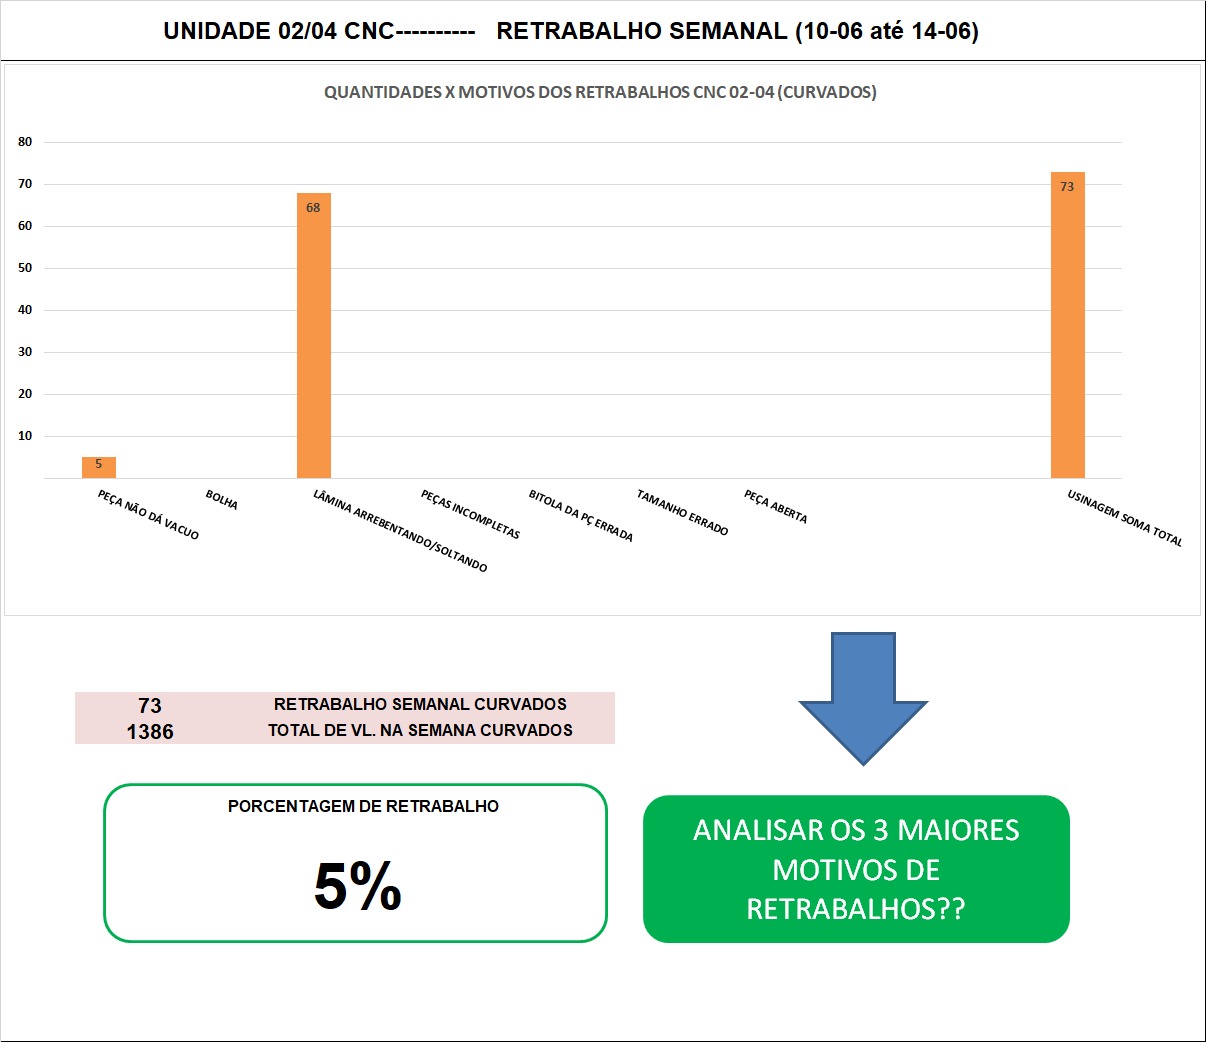 UNIDADE 02/04 CNC---------- RETRABALHO SEMANAL (10-06 até 14-06)
QUANTIDADES X MOTIVOS DOS RETRABALHOS CNC 02-04 (CURVADOS)
80
70
60
50
40
30
20
10
5
68
73
PEÇA NÃO DÁ VACUO
BOLHA
LÂMINA ARREBENTANDO/SOLTANDO
PEÇAS INCOMPLETAS
BITOLA DA PÇ ERRADA
TAMANHO ERRADO
PEÇA ABERTA
USINAGEM SOMA TOTAL
73 RETRABALHO SEMANAL CURVADOS
1386 TOTAL DE VL. NA SEMANA CURVADOS
PORCENTAGEM DE RETRABALHO
5%
ANALISAR OS 3 MAIORES
MOTIVOS DE
RETRABALHOS??